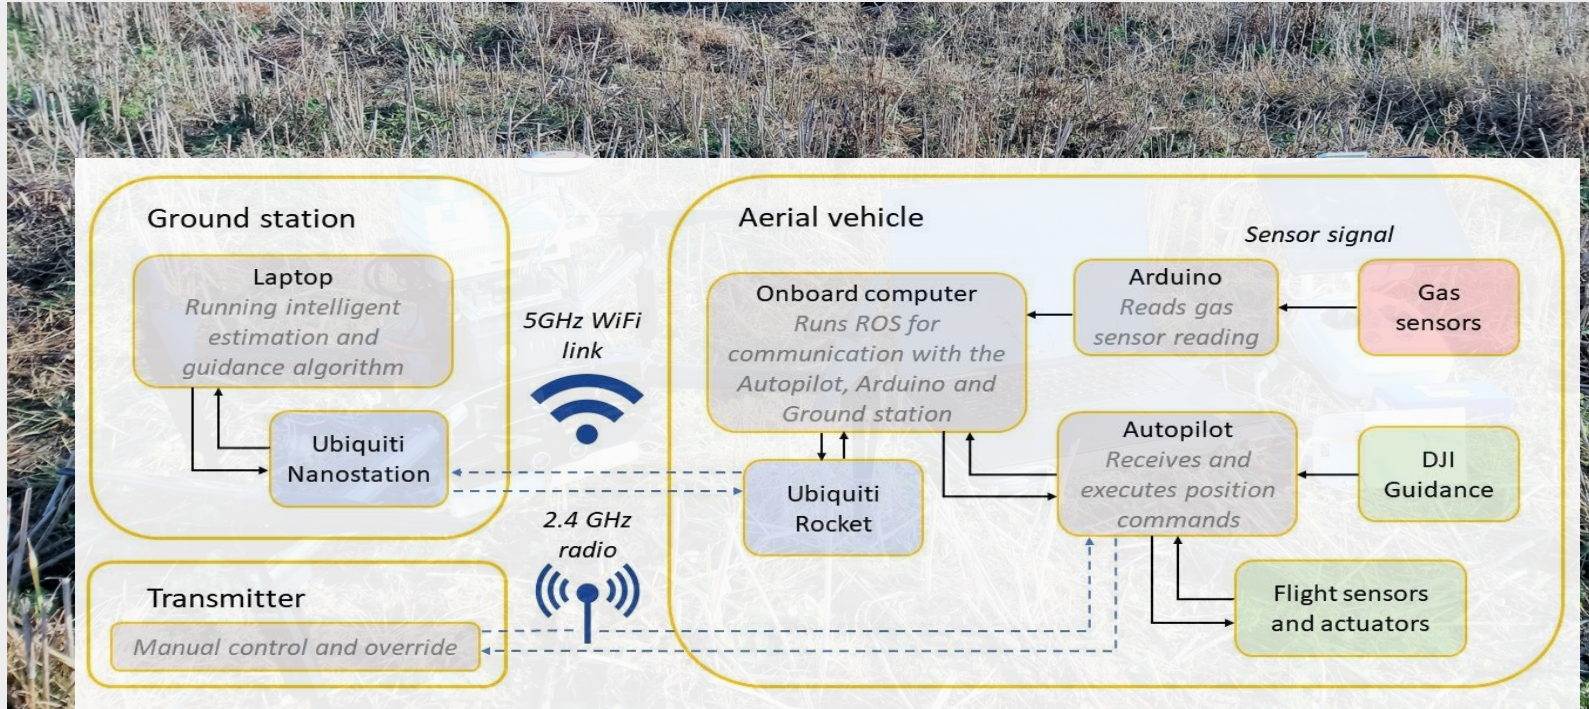 Ground station
Laptop
Running intelligent
estimation and
guidance algorithm
Ubiquiti
Nanostation
Transmitter
Manual control and override
5GHz WiFi
link
2.4 GHz
radio
Aerial vehicle
Sensor signal
Onboard computer
Runs ROS for
communication with the
Autopilot, Arduino and
Ground station
Arduino
Reads gas
sensor reading
Gas
sensors
Ubiquiti
Rocket
Autopilot
Receives and
executes position
commands
DJI
Guidance
Flight sensors
and actuators